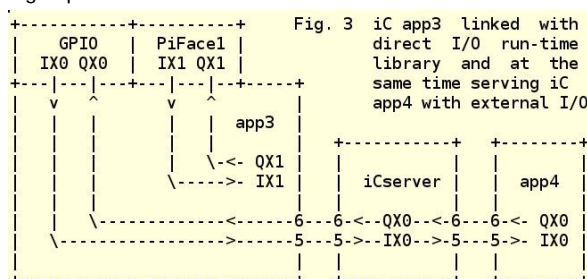 Fig. 3 iC app3 linked with
GPIO | PiFace1 | direct I/O run-time
IX0 QX0 | IX1 QX1 | library and at the
same time serving iC
app4 with external I/O
app3
QX1
IX1
iCserver
app4
6 6 QX0 6 6 QX0
5 5 IX0 5 5 IX0